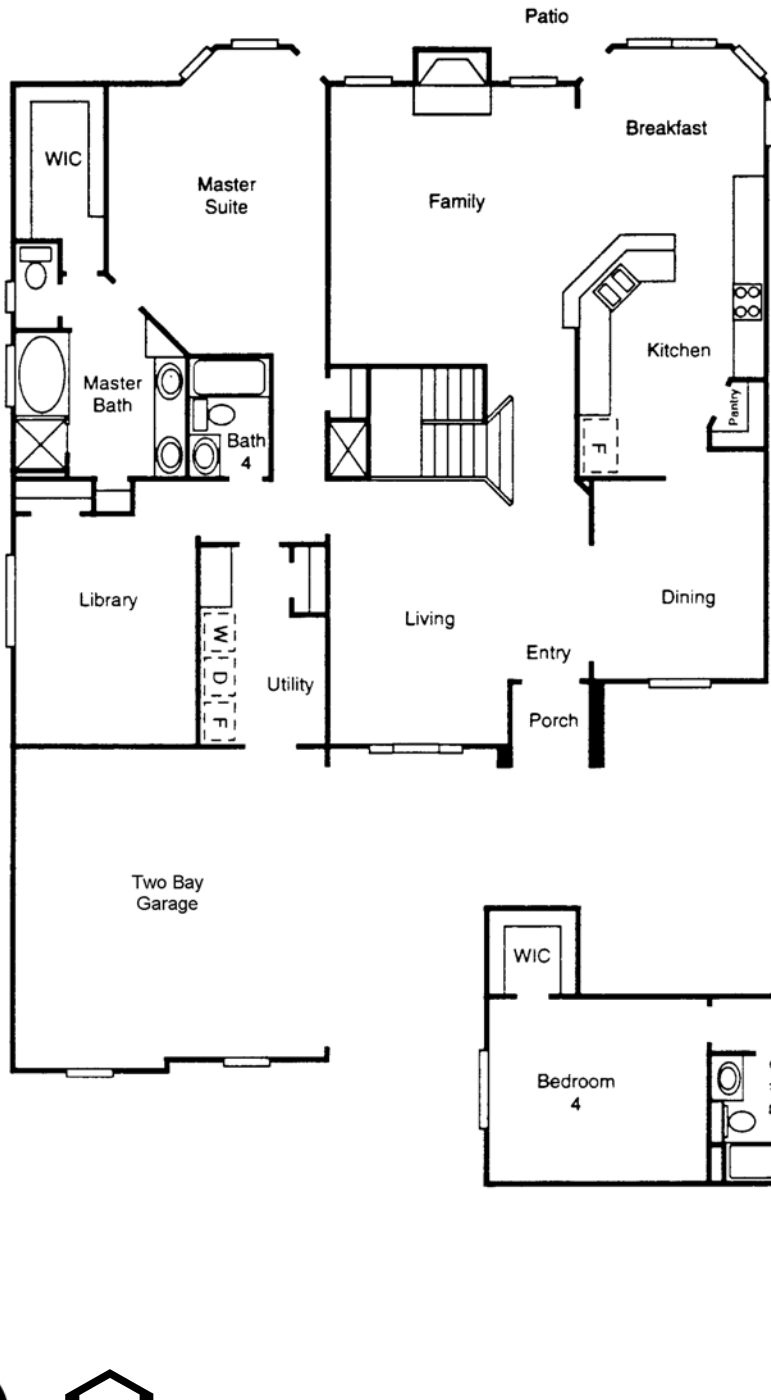 Patio
Breakfast
WIC
Master
Suite
Family
Kitchen
Master
Bath
Pantry
Bath
4
F
Library
Living
Dining
W
D
F
Utility
Entry
Porch
Two Bay
Garage
WIC
Bedroom
4